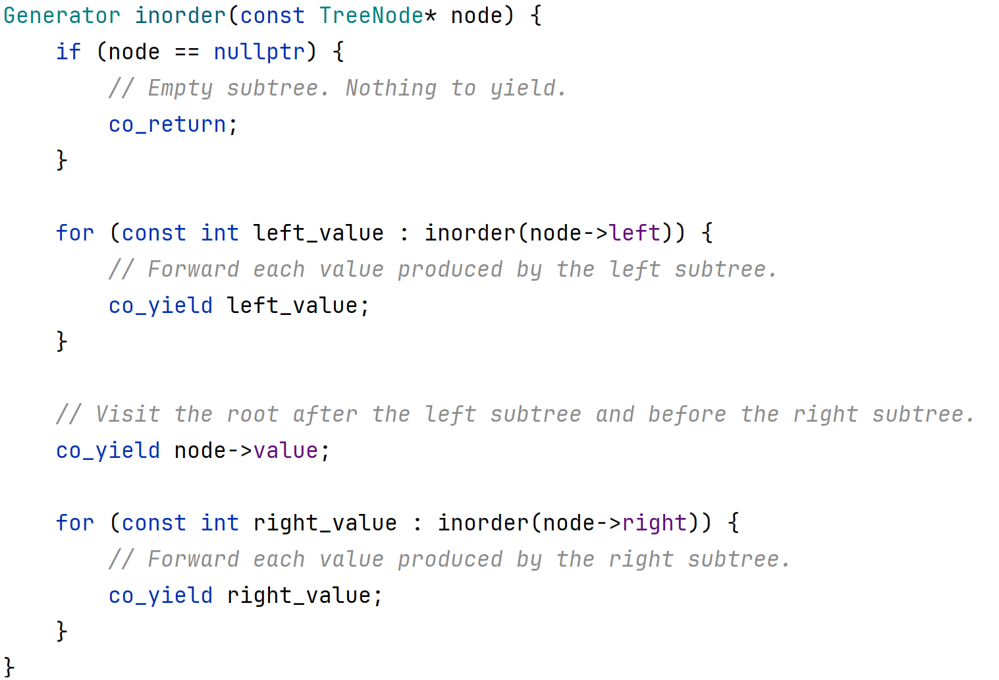 Generator inorder(const TreeNode* node) {
    if (node == nullptr) {
        // Empty subtree. Nothing to yield.
        co_return;
    }

    for (const int left_value : inorder(node->left)) {
        // Forward each value produced by the left subtree.
        co_yield left_value;
    }

    // Visit the root after the left subtree and before the right subtree.
    co_yield node->value;

    for (const int right_value : inorder(node->right)) {
        // Forward each value produced by the right subtree.
        co_yield right_value;
    }
}